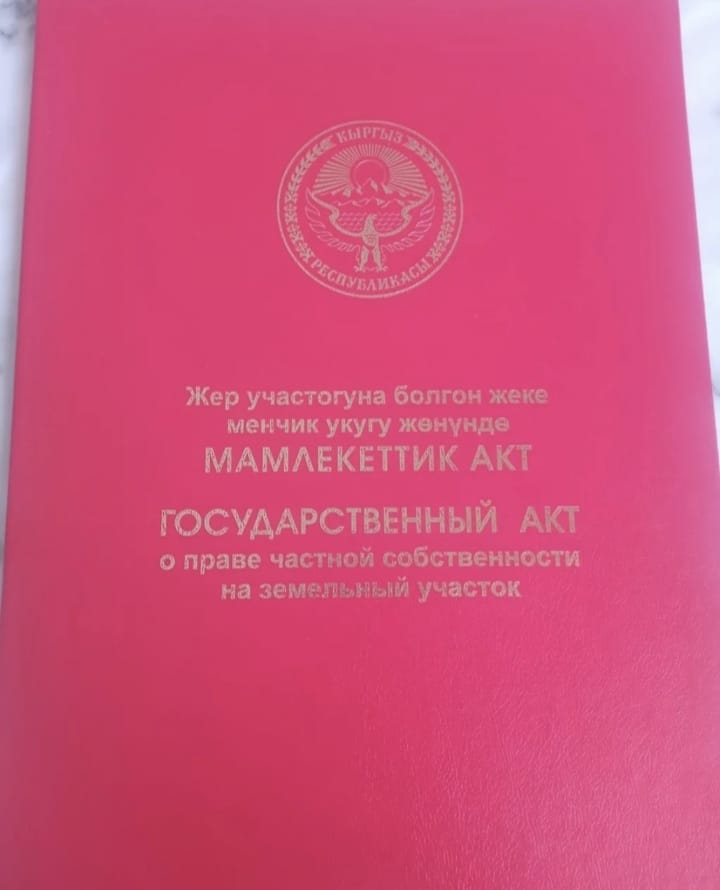 КЫРГЫЗ
РЕСПУБЛИКАСЫ
Жер участогуна болгон жеке
менчик укугу жөнүндө
МАМЛЕКЕТТИК АКТ
ГОСУДАРСТВЕННЫЙ АКТ
о праве частной собственности
на земельный участок